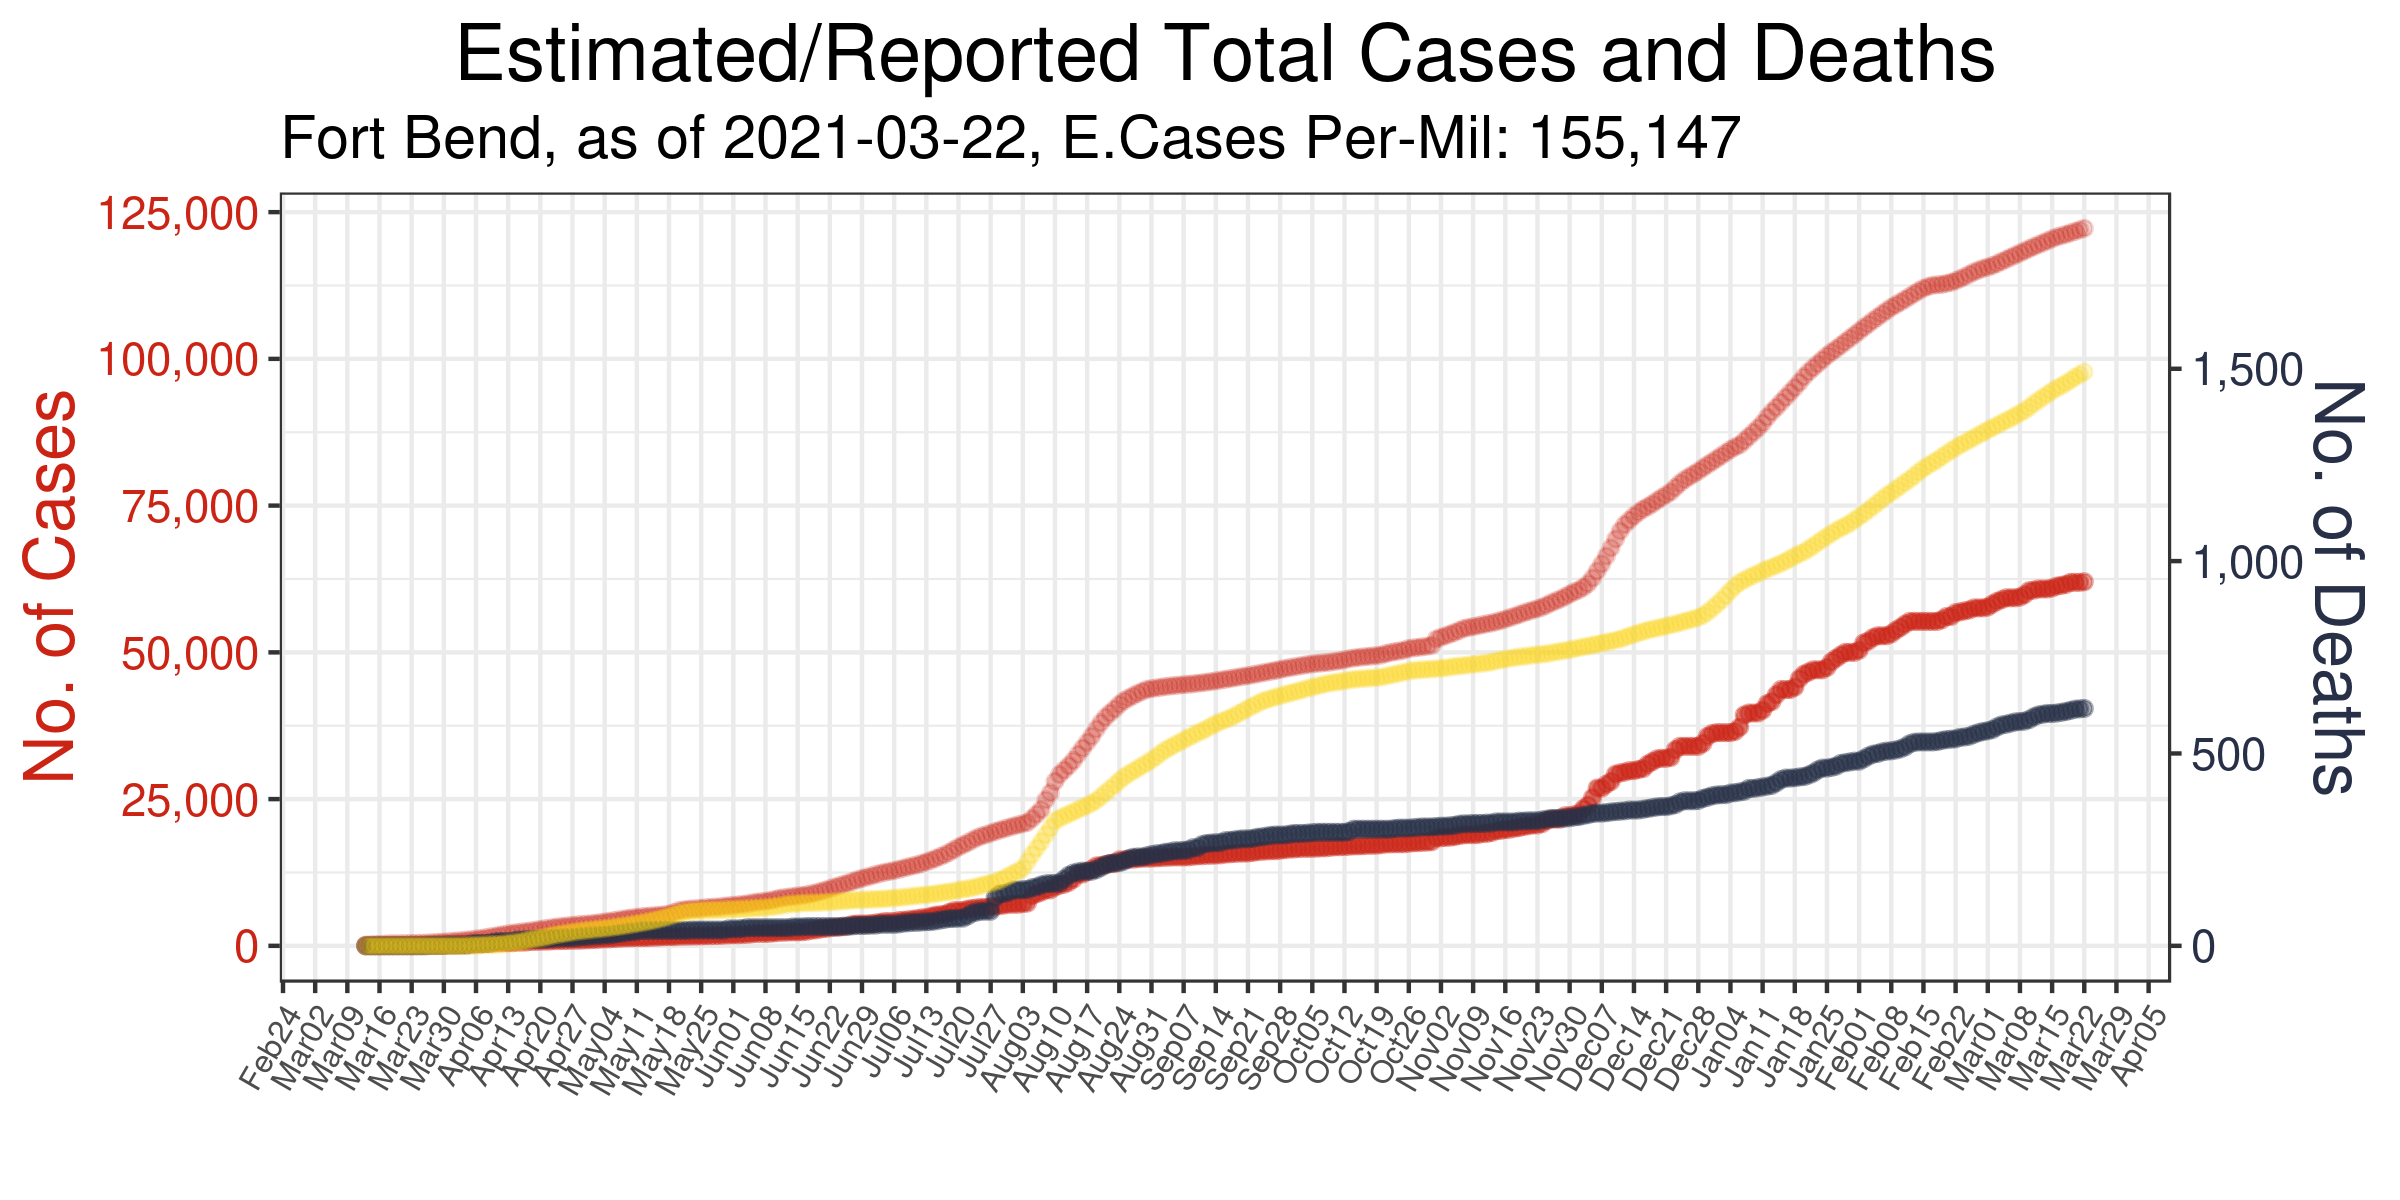 Estimated/Reported Total Cases and Deaths
Fort Bend, as of 2021-03-22, E.Cases Per-Mil: 155,147
No. of Cases
125,000
100,000
75,000
50,000
25,000
0
1,500
1,000
500
0
No. of Deaths
Feb24
Mar02
Mar09
Mar16
Mar23
Mar30
Apr06
Apr13
Apr20
Apr27
May04
May11
May18
May25
Jun01
Jun08
Jun15
Jun22
Jun29
Jul06
Jul13
Jul20
Jul27
Aug03
Aug10
Aug17
Aug24
Aug31
Sep07
Sep14
Sep21
Sep28
Oct05
Oct12
Oct19
Oct26
Nov02
Nov09
Nov16
Nov23
Nov30
Dec07
Dec14
Dec21
Dec28
Jan04
Jan11
Jan18
Jan25
Feb01
Feb08
Feb15
Feb22
Mar01
Mar08
Mar15
Mar22
Mar29
Apr05